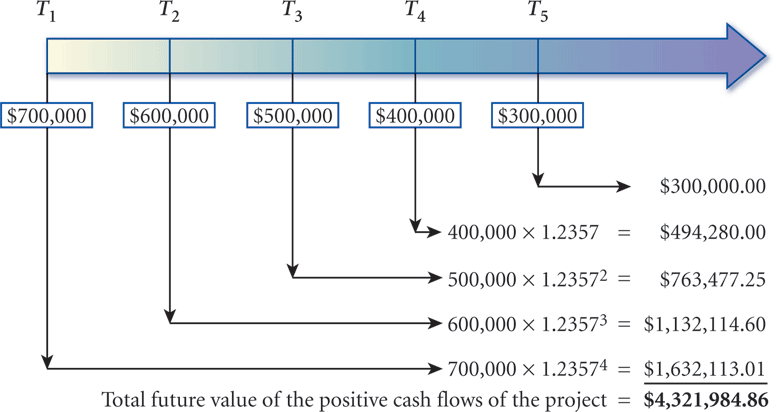 T1 T2 T3 T4 T5
$700,000 $600,000 $500,000 $400,000 $300,000
$300,000.00
400,000 × 1.2357 = $494,280.00
500,000 × 1.2357² = $763,477.25
600,000 × 1.2357³ = $1,132,114.60
700,000 × 1.2357⁴ = $1,632,113.01
Total future value of the positive cash flows of the project = $4,321,984.86